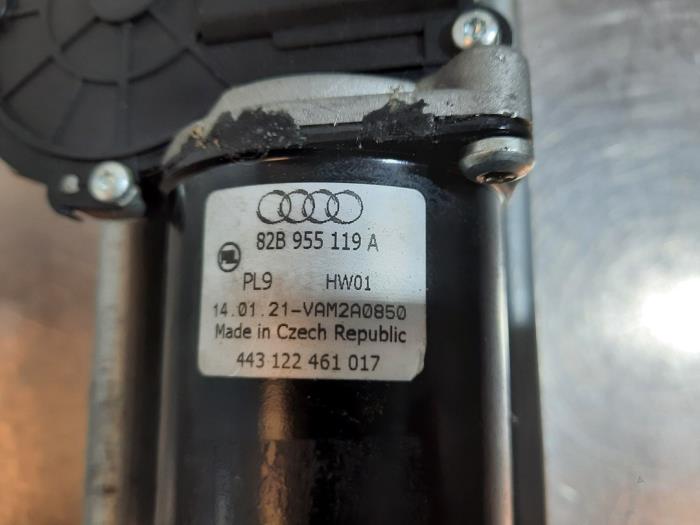 82B 955 119 A
PL9 HW01
14.01.21-VAM2A0850
Made in Czech Republic
443 122 461 017